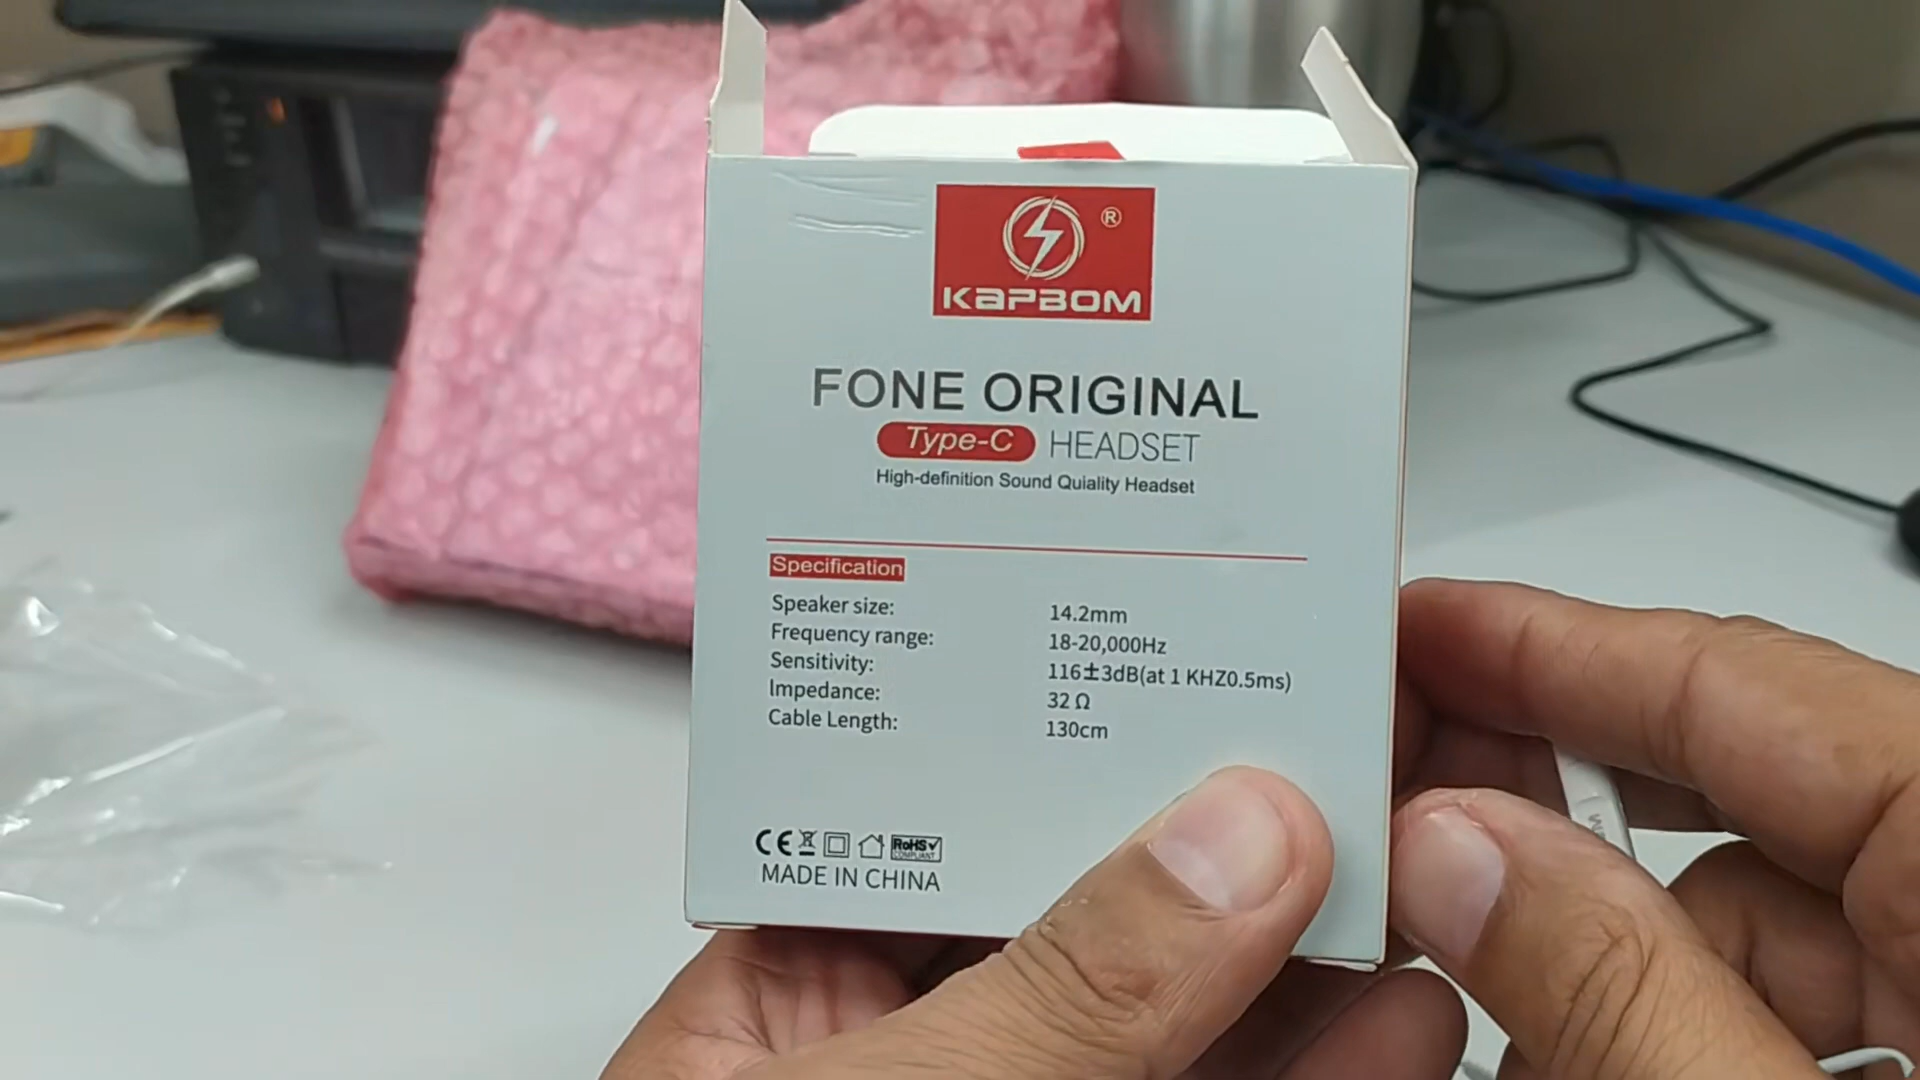 ®
KAPBOM
FONE ORIGINAL
Type-C HEADSET
High-definition Sound Quiality Headset
Specification
Speaker size: 14.2mm
Frequency range: 18-20,000Hz
Sensitivity: 116±3dB(at 1 KHZ0.5ms)
Impedance: 32 Ω
Cable Length: 130cm
CE RoHS COMPLIANT
MADE IN CHINA